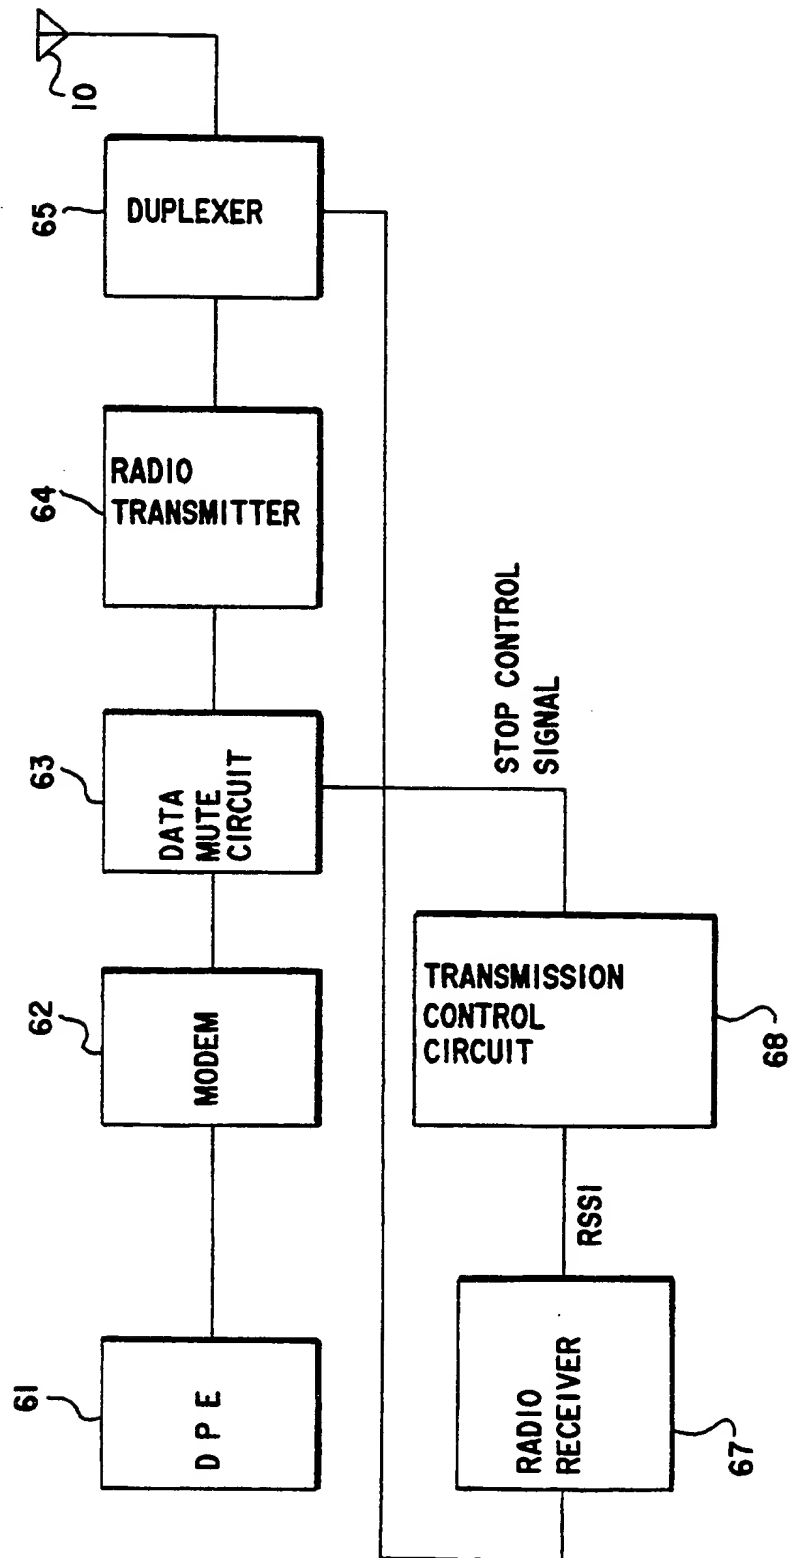 10
65
DUPLEXER
64
RADIO
TRANSMITTER
63
DATA
MUTE
CIRCUIT
STOP CONTROL
SIGNAL
62
MODEM
TRANSMISSION
CONTROL
CIRCUIT
68
RSSI
61
D P E
RADIO
RECEIVER
67